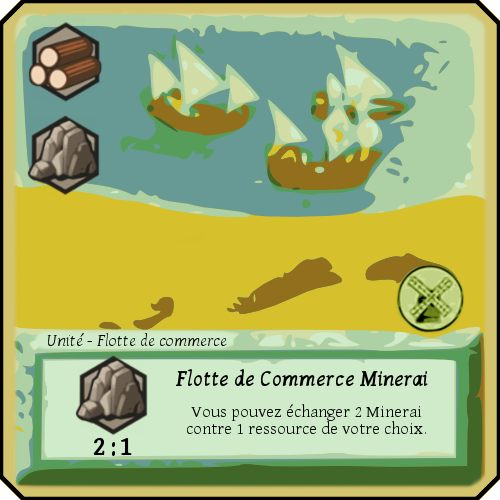 Unité - Flotte de commerce
Flotte de Commerce Minerai
Vous pouvez échanger 2 Minerai
contre 1 ressource de votre choix.
2:1